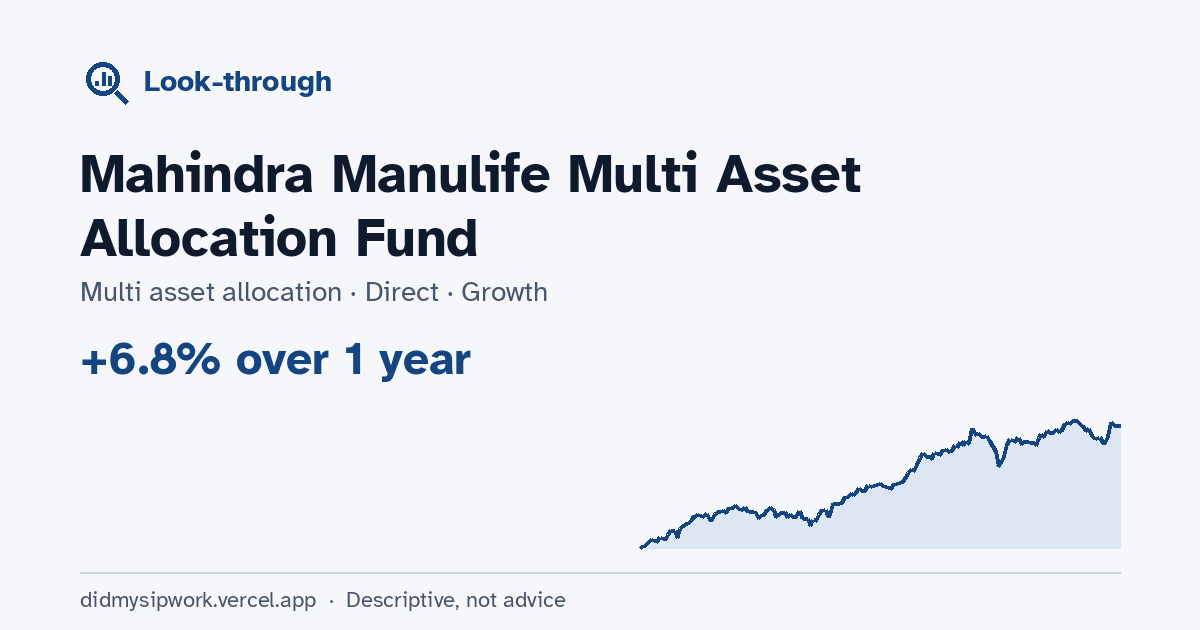 Look-through
Mahindra Manulife Multi Asset
Allocation Fund
Multi asset allocation · Direct · Growth
+6.8% over 1 year
didmysipwork.vercel.app · Descriptive, not advice